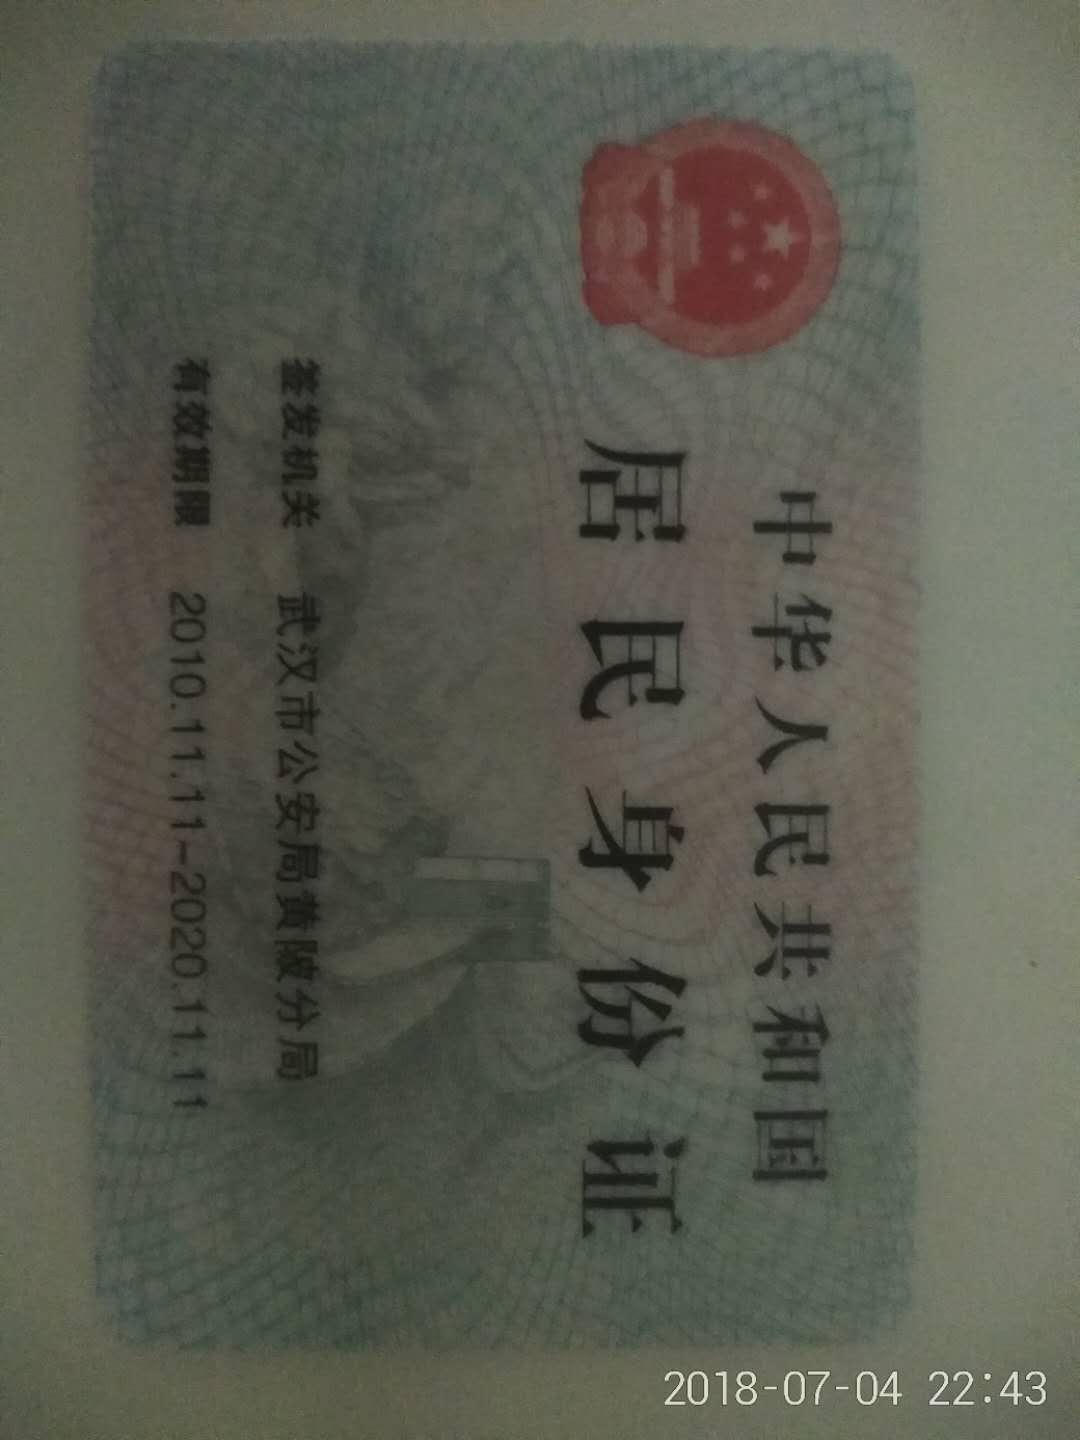 中华人民共和国
居民身份证
签发机关 武汉市公安局黄陂分局
有效期限 2010.11.11-2020.11.11
2018-07-04 22:43